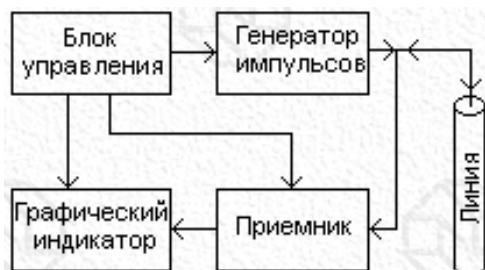 Блок
управления
Генератор
импульсов
Графический
индикатор
Приемник
Линия